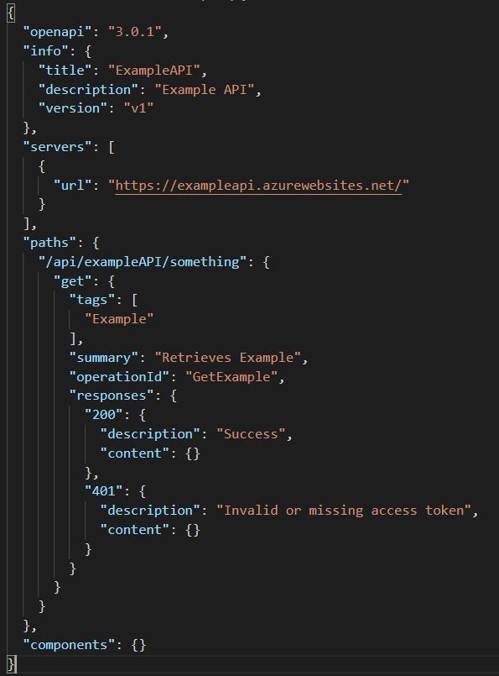 {
  "openapi": "3.0.1",
  "info": {
    "title": "ExampleAPI",
    "description": "Example API",
    "version": "v1"
  },
  "servers": [
    {
      "url": "https://exampleapi.azurewebsites.net/"
    }
  ],
  "paths": {
    "/api/exampleAPI/something": {
      "get": {
        "tags": [
          "Example"
        ],
        "summary": "Retrieves Example",
        "operationId": "GetExample",
        "responses": {
          "200": {
            "description": "Success",
            "content": {}
          },
          "401": {
            "description": "Invalid or missing access token",
            "content": {}
          }
        }
      }
    }
  },
  "components": {}
}